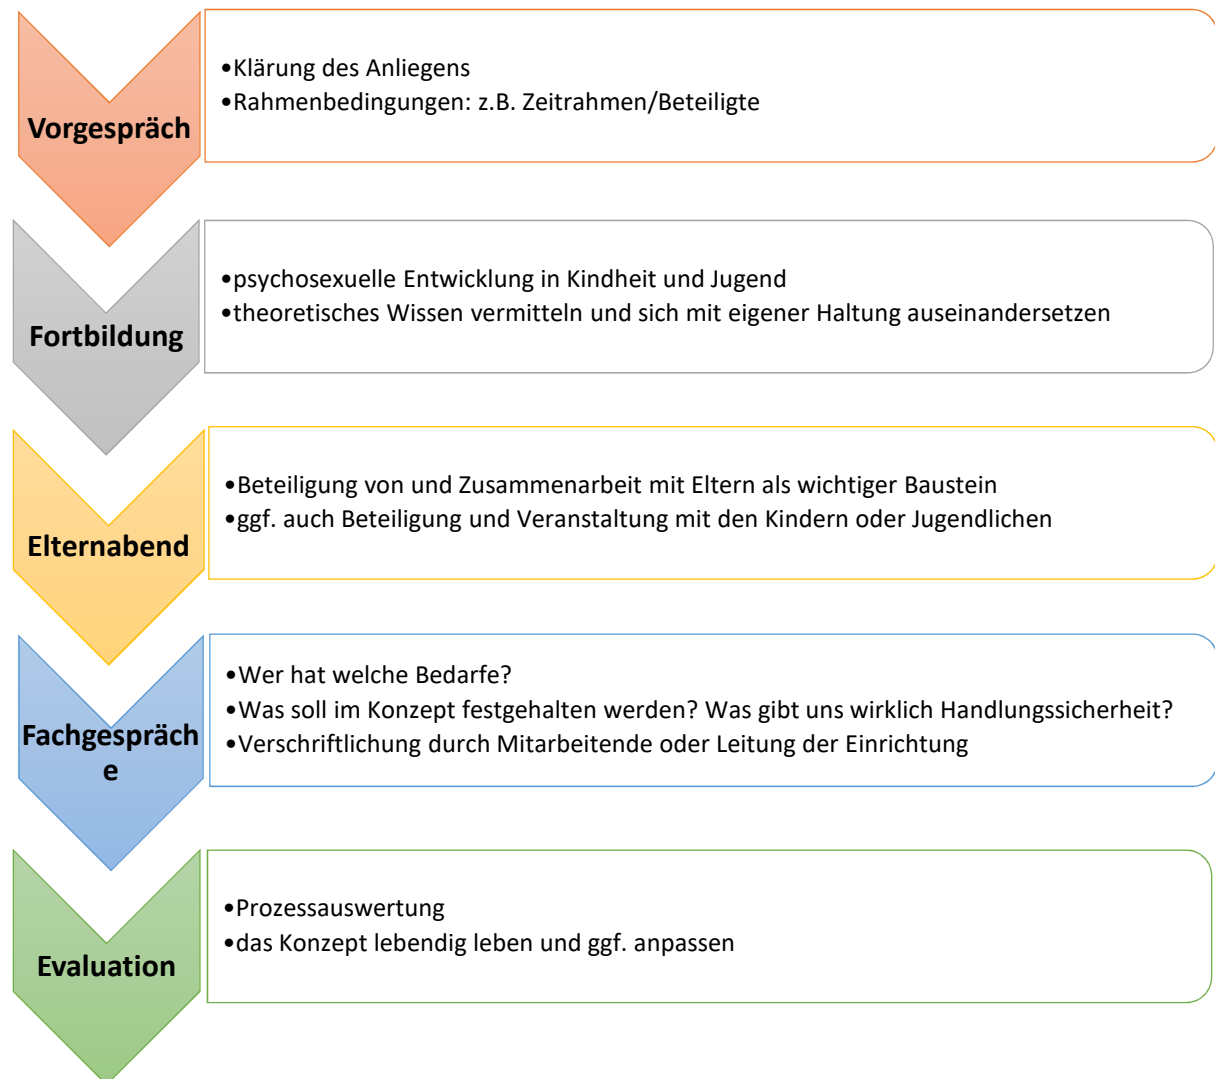 Vorgespräch
•Klärung des Anliegens
•Rahmenbedingungen: z.B. Zeitrahmen/Beteiligte
Fortbildung
•psychosexuelle Entwicklung in Kindheit und Jugend
•theoretisches Wissen vermitteln und sich mit eigener Haltung auseinandersetzen
Elternabend
•Beteiligung von und Zusammenarbeit mit Eltern als wichtiger Baustein
•ggf. auch Beteiligung und Veranstaltung mit den Kindern oder Jugendlichen
Fachgespräch
e
•Wer hat welche Bedarfe?
•Was soll im Konzept festgehalten werden? Was gibt uns wirklich Handlungssicherheit?
•Verschriftlichung durch Mitarbeitende oder Leitung der Einrichtung
Evaluation
•Prozessauswertung
•das Konzept lebendig leben und ggf. anpassen